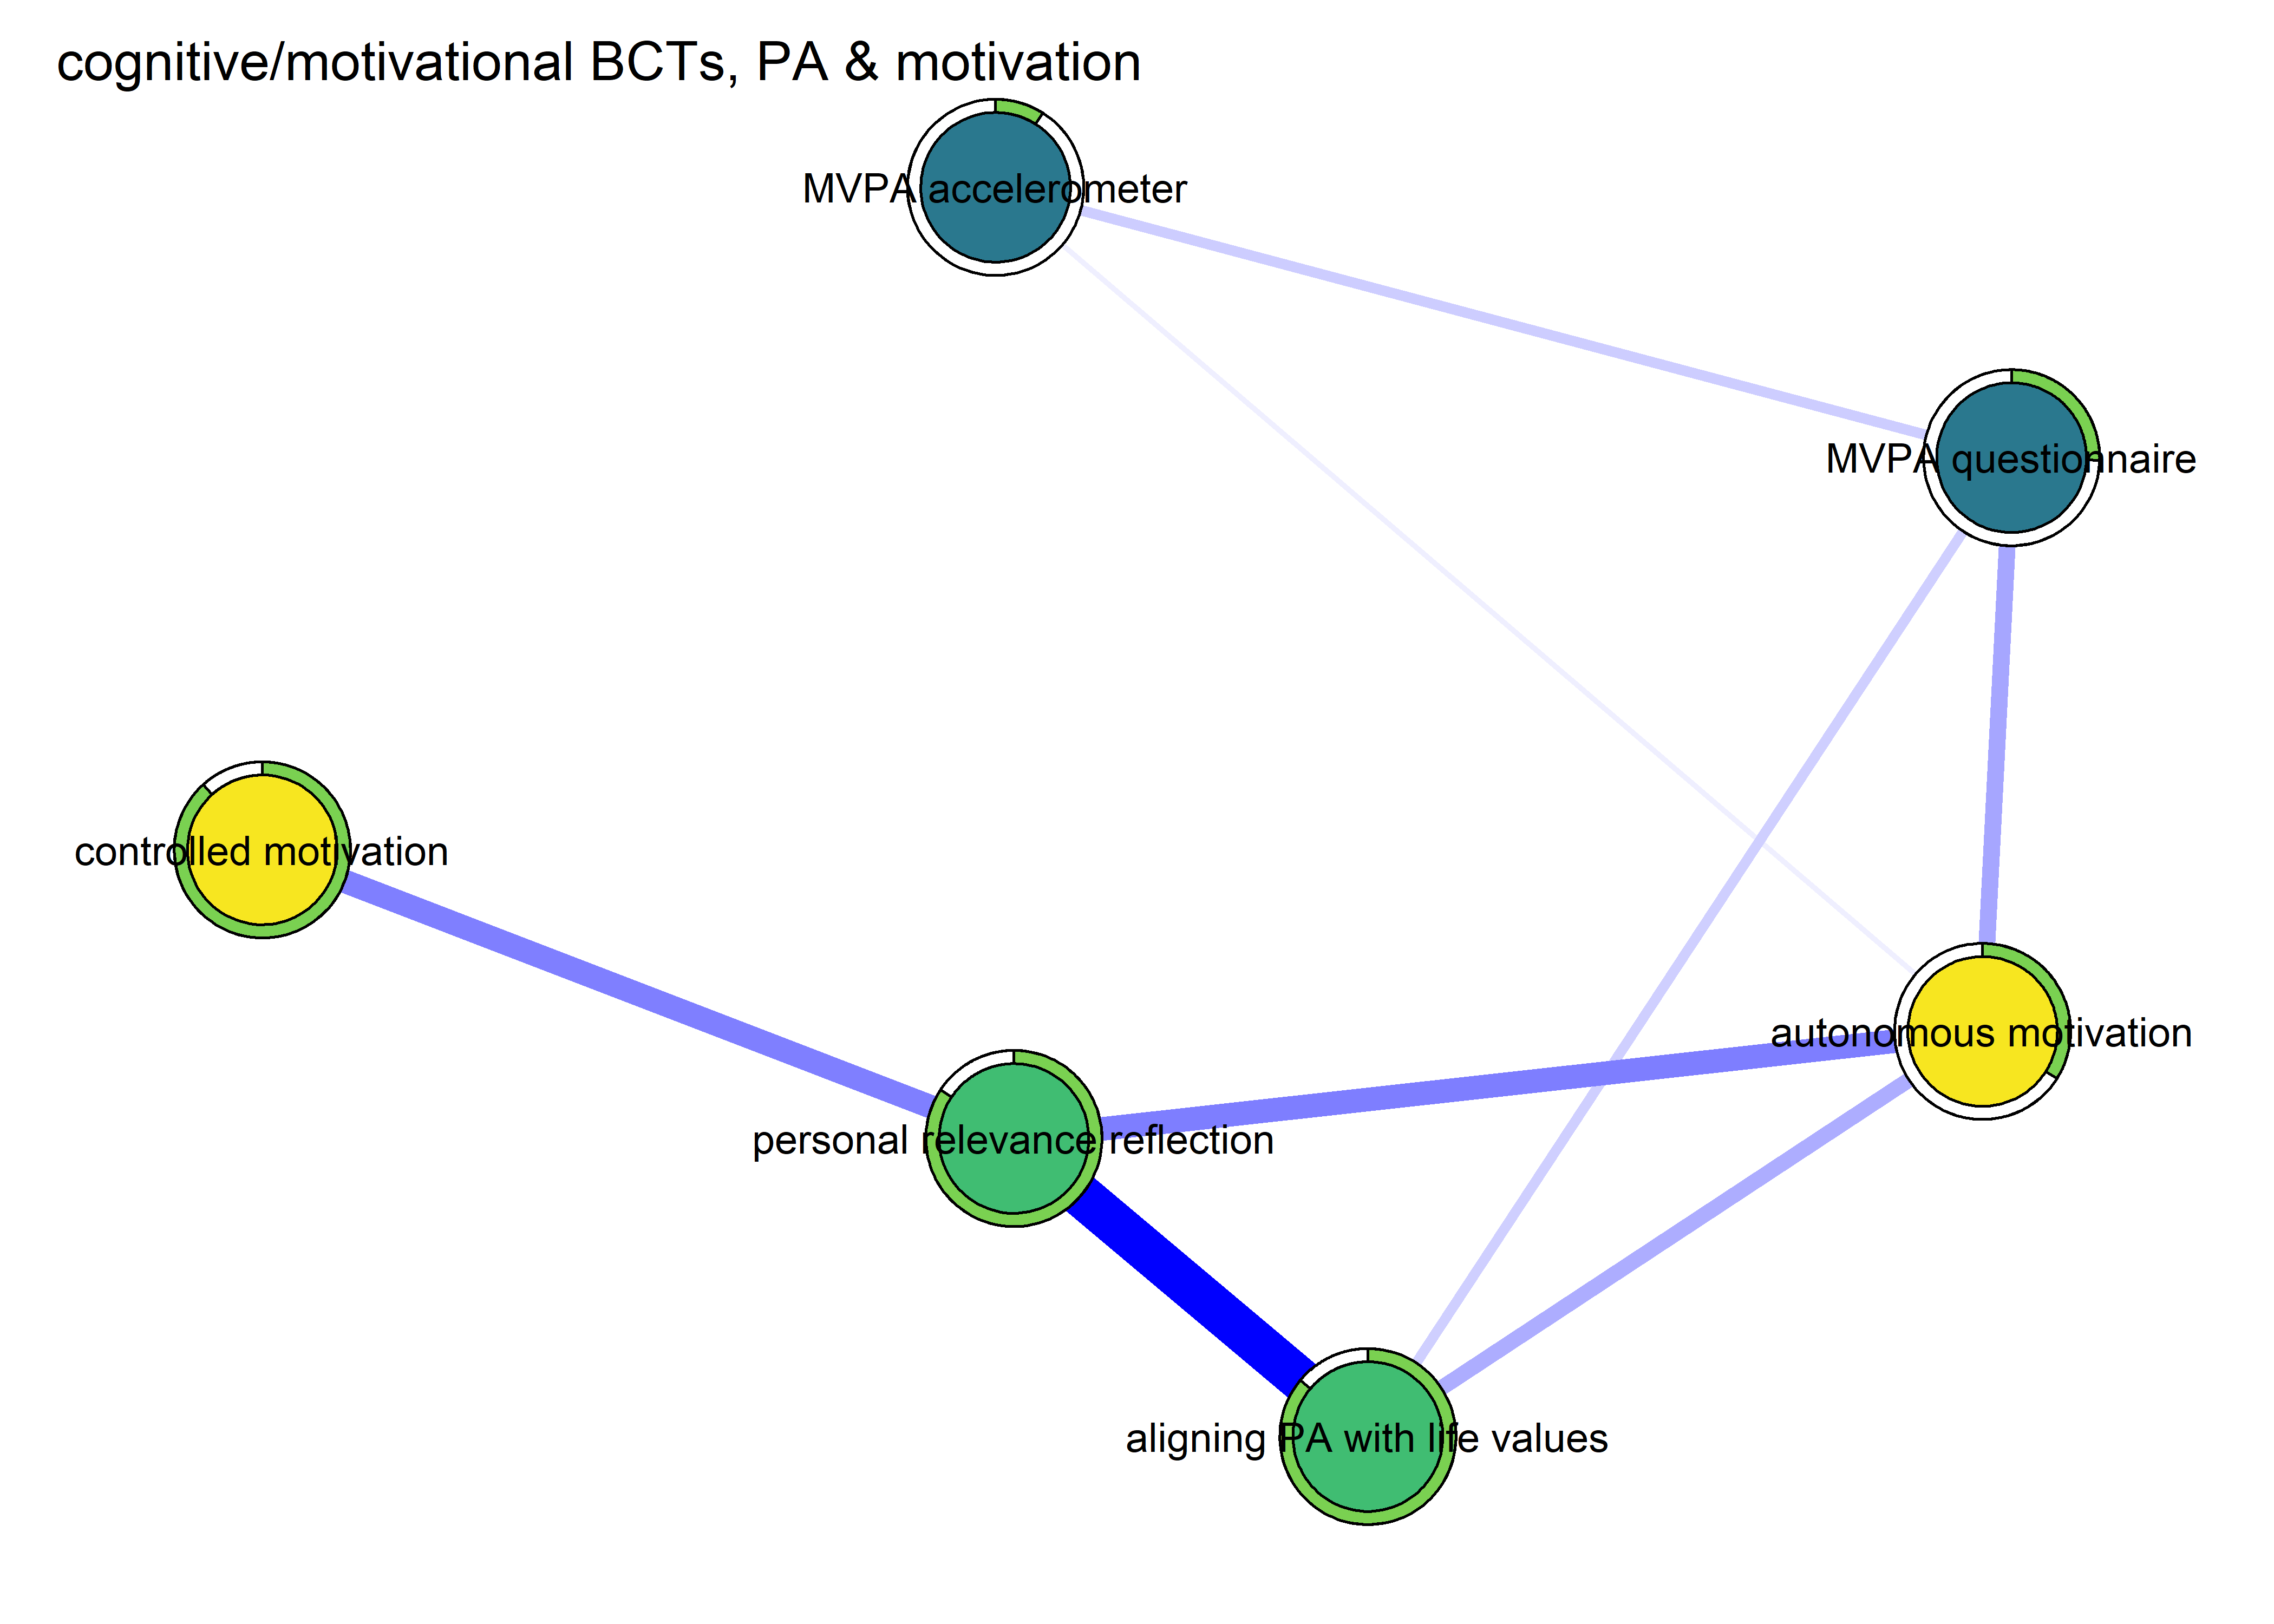 cognitive/motivational BCTs, PA & motivation
MVPA accelerometer
MVPA questionnaire
controlled motivation
autonomous motivation
personal relevance reflection
aligning PA with life values